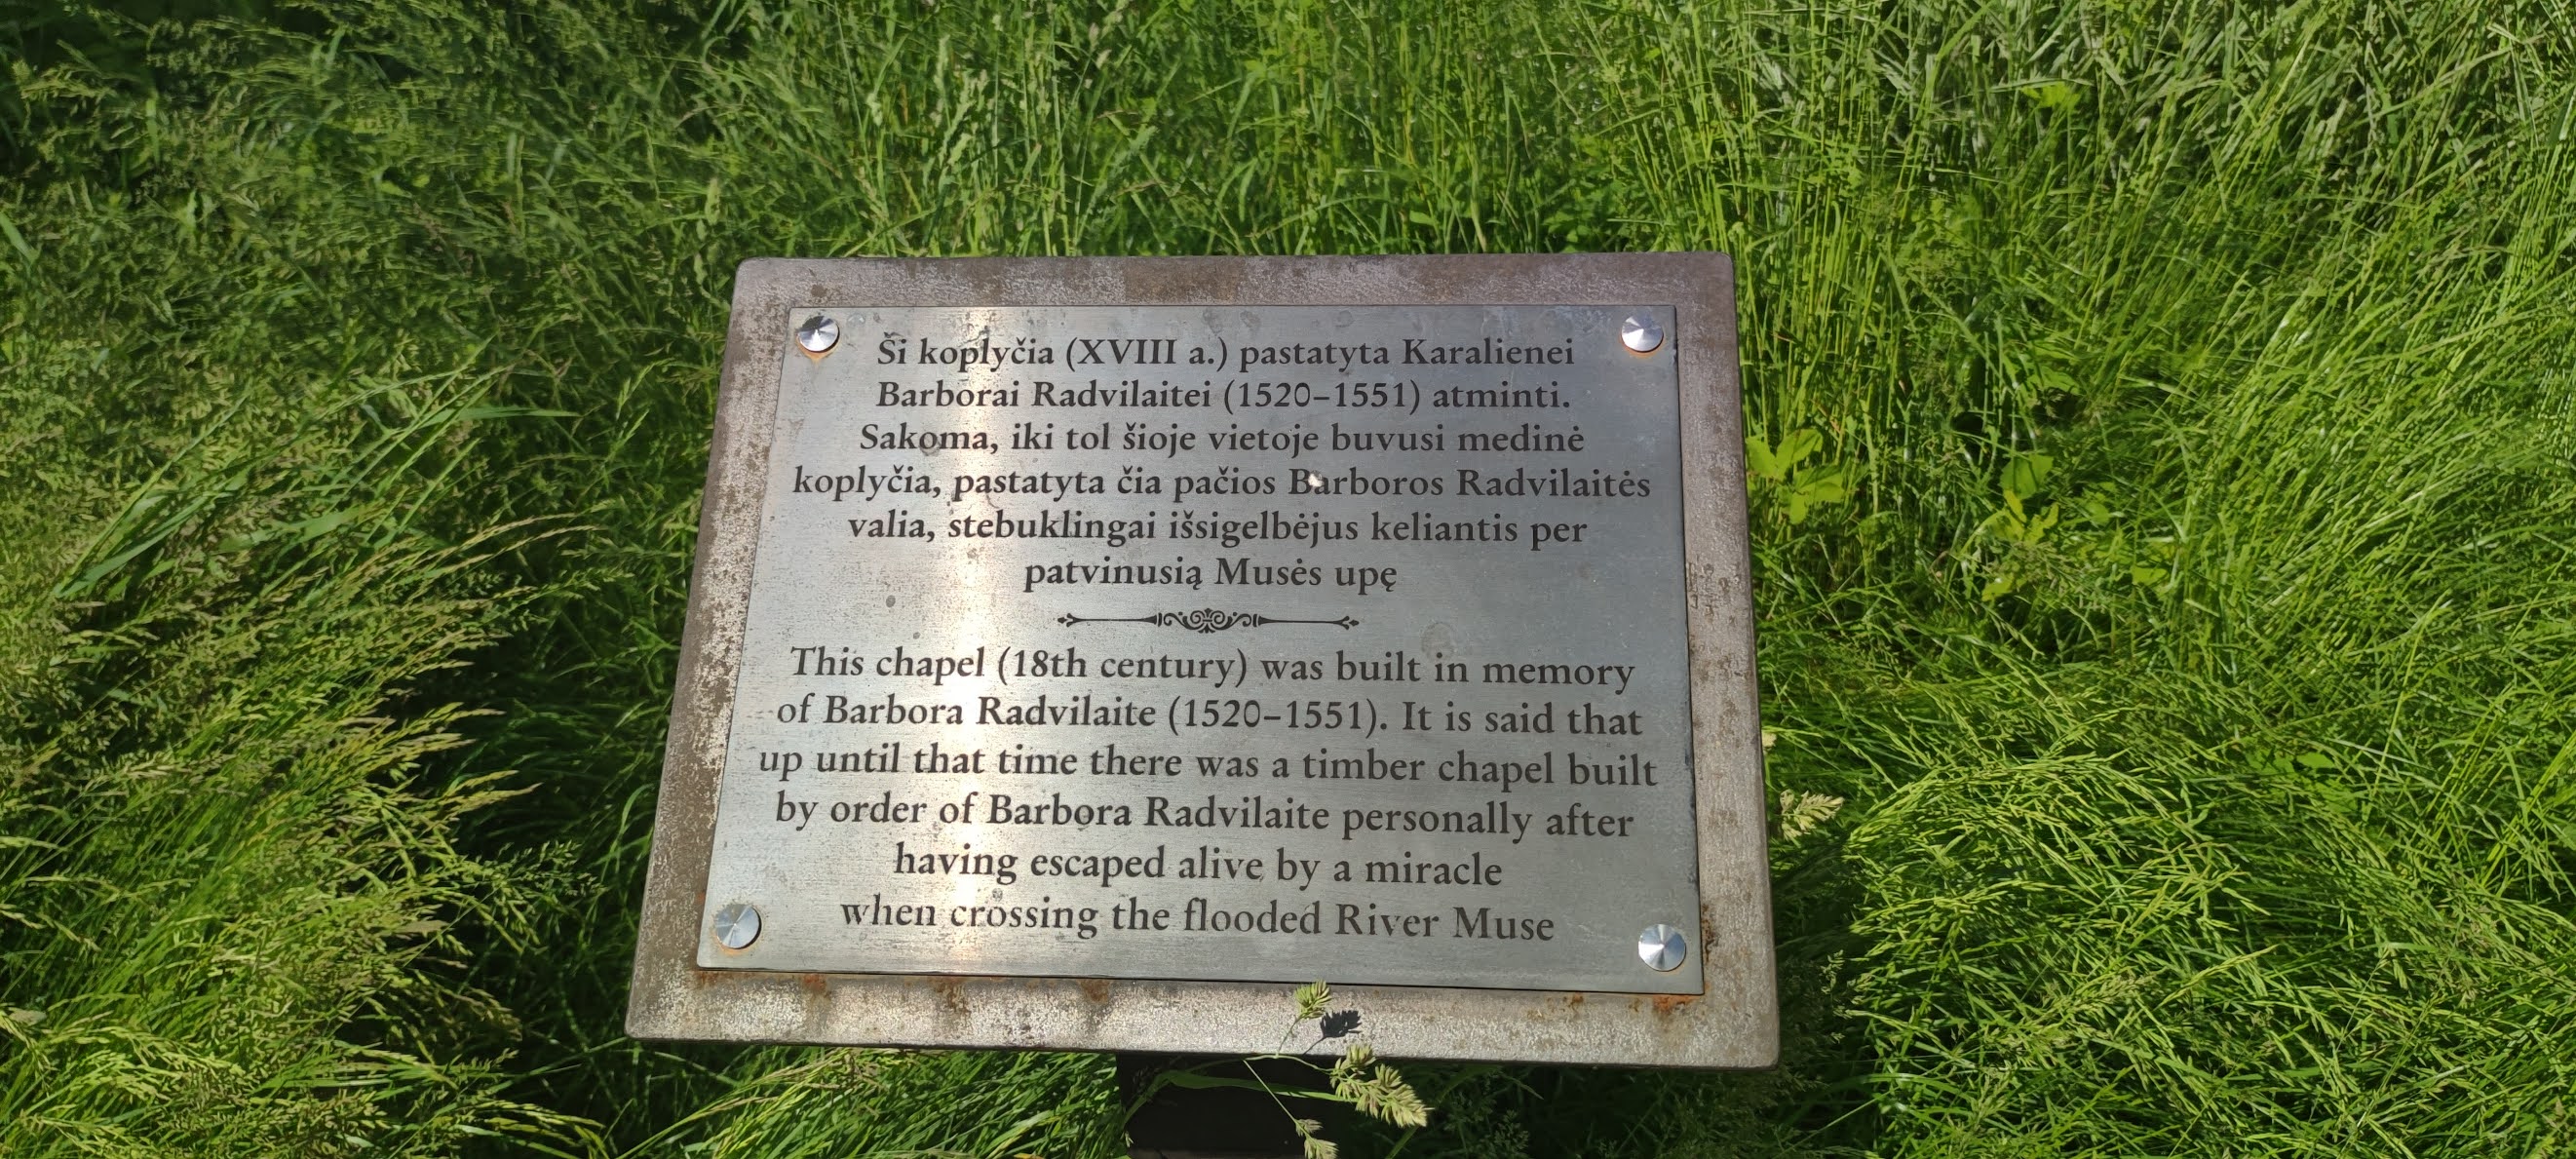 Ši koplyčia (XVIII a.) pastatyta Karalienei
Barborai Radvilaitei (1520–1551) atminti.
Sakoma, iki tol šioje vietoje buvusi medinė
koplyčia, pastatyta čia pačios Barboros Radvilaitės
valia, stebuklingai išsigelbėjus keliantis per
patvinusią Musės upę
This chapel (18th century) was built in memory
of Barbora Radvilaite (1520–1551). It is said that
up until that time there was a timber chapel built
by order of Barbora Radvilaite personally after
having escaped alive by a miracle
when crossing the flooded River Muse